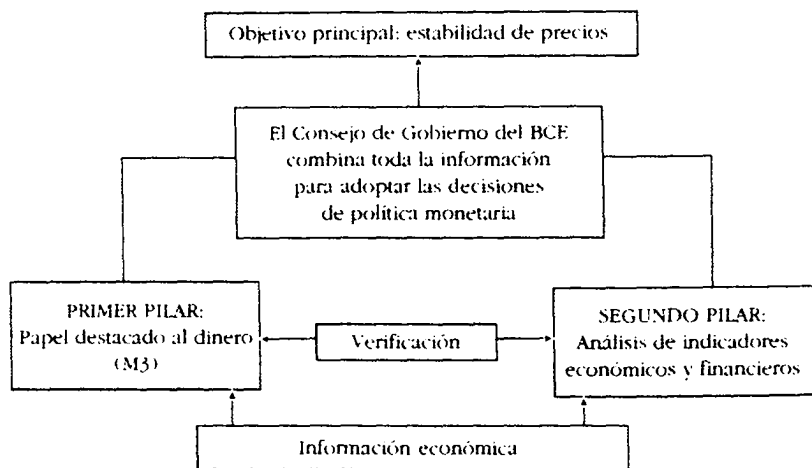 Objetivo principal: estabilidad de precios
El Consejo de Gobierno del BCE
combina toda la información
para adoptar las decisiones
de política monetaria
PRIMER PILAR:
Papel destacado al dinero
(M3)
Verificación
SEGUNDO PILAR:
Análisis de indicadores
económicos y financieros
Información económica